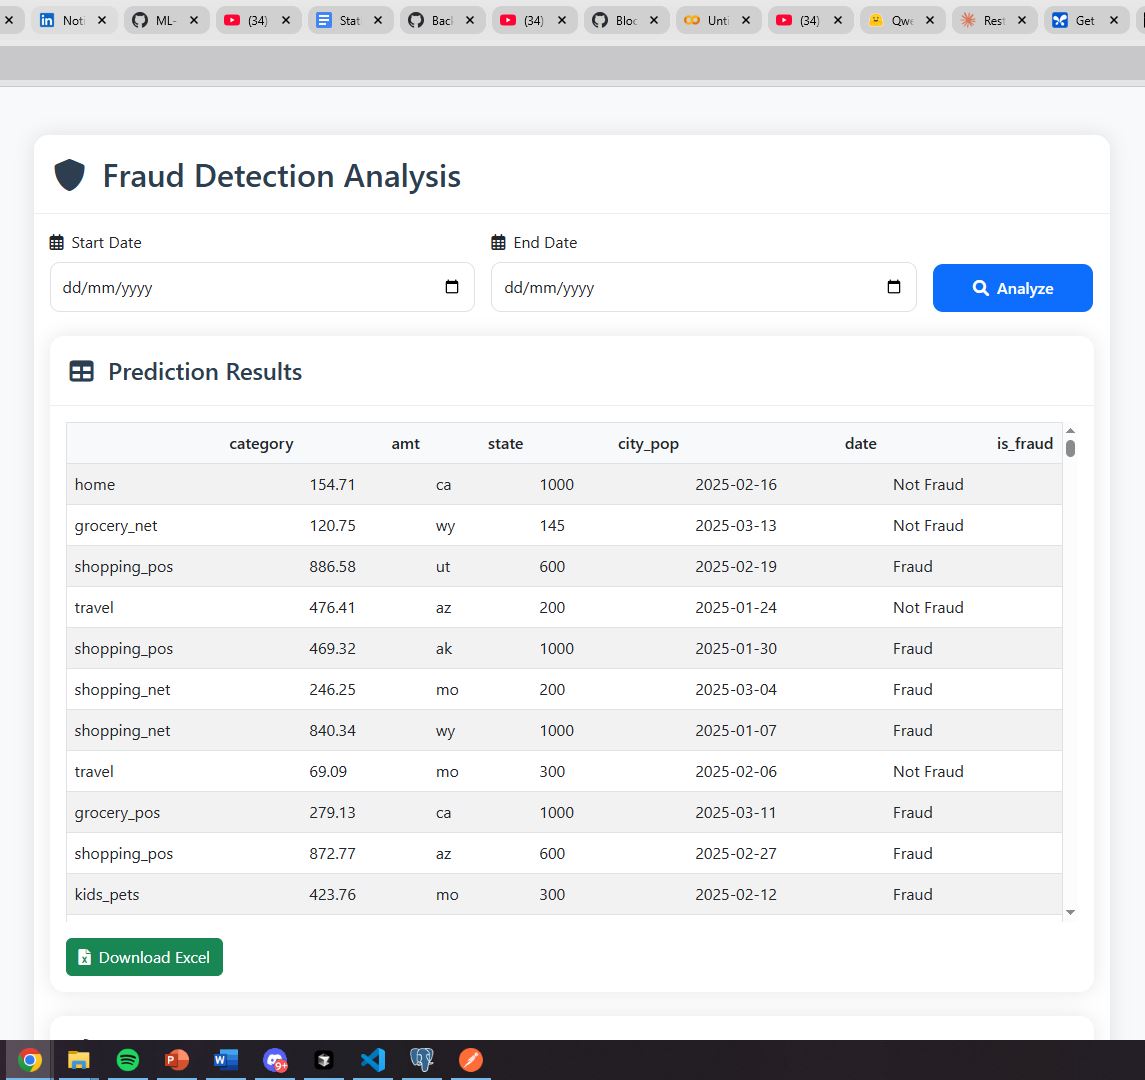 Noti
ML-
(34)
Stat
Back
(34)
Bloc
Unti
(34)
Qwe
Rest
Get
Fraud Detection Analysis
Start Date
End Date
dd/mm/yyyy
dd/mm/yyyy
Analyze
Prediction Results
category amt state city_pop date is_fraud
home 154.71 ca 1000 2025-02-16 Not Fraud
grocery_net 120.75 wy 145 2025-03-13 Not Fraud
shopping_pos 886.58 ut 600 2025-02-19 Fraud
travel 476.41 az 200 2025-01-24 Not Fraud
shopping_pos 469.32 ak 1000 2025-01-30 Fraud
shopping_net 246.25 mo 200 2025-03-04 Fraud
shopping_net 840.34 wy 1000 2025-01-07 Fraud
travel 69.09 mo 300 2025-02-06 Not Fraud
grocery_pos 279.13 ca 1000 2025-03-11 Fraud
shopping_pos 872.77 az 600 2025-02-27 Fraud
kids_pets 423.76 mo 300 2025-02-12 Fraud
Download Excel
9+